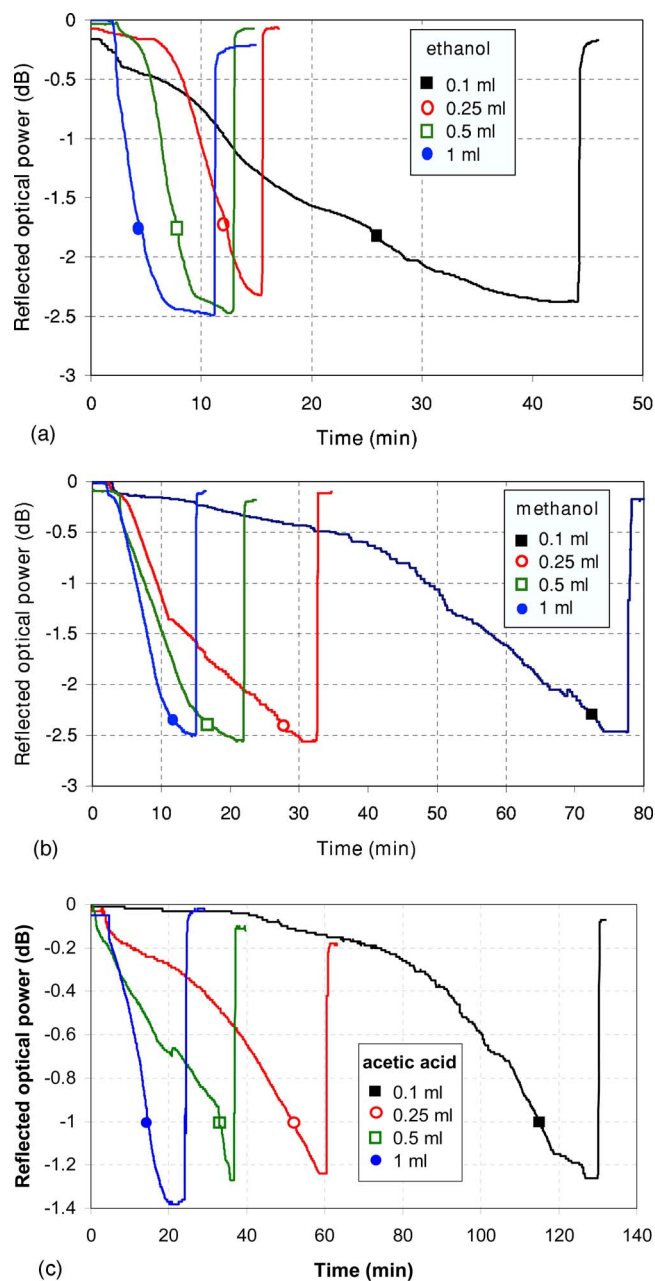 0
-0.5
-1
-1.5
-2
-2.5
-3
Reflected optical power (dB)
ethanol
0.1 ml
0.25 ml
0.5 ml
1 ml
0 10 20 30 40 50
Time (min)
(a)
0
-0.5
-1
-1.5
-2
-2.5
-3
Reflected optical power (dB)
methanol
0.1 ml
0.25 ml
0.5 ml
1 ml
0 10 20 30 40 50 60 70 80
Time (min)
(b)
0
-0.2
-0.4
-0.6
-0.8
-1
-1.2
-1.4
Reflected optical power (dB)
acetic acid
0.1 ml
0.25 ml
0.5 ml
1 ml
0 20 40 60 80 100 120 140
Time (min)
(c)